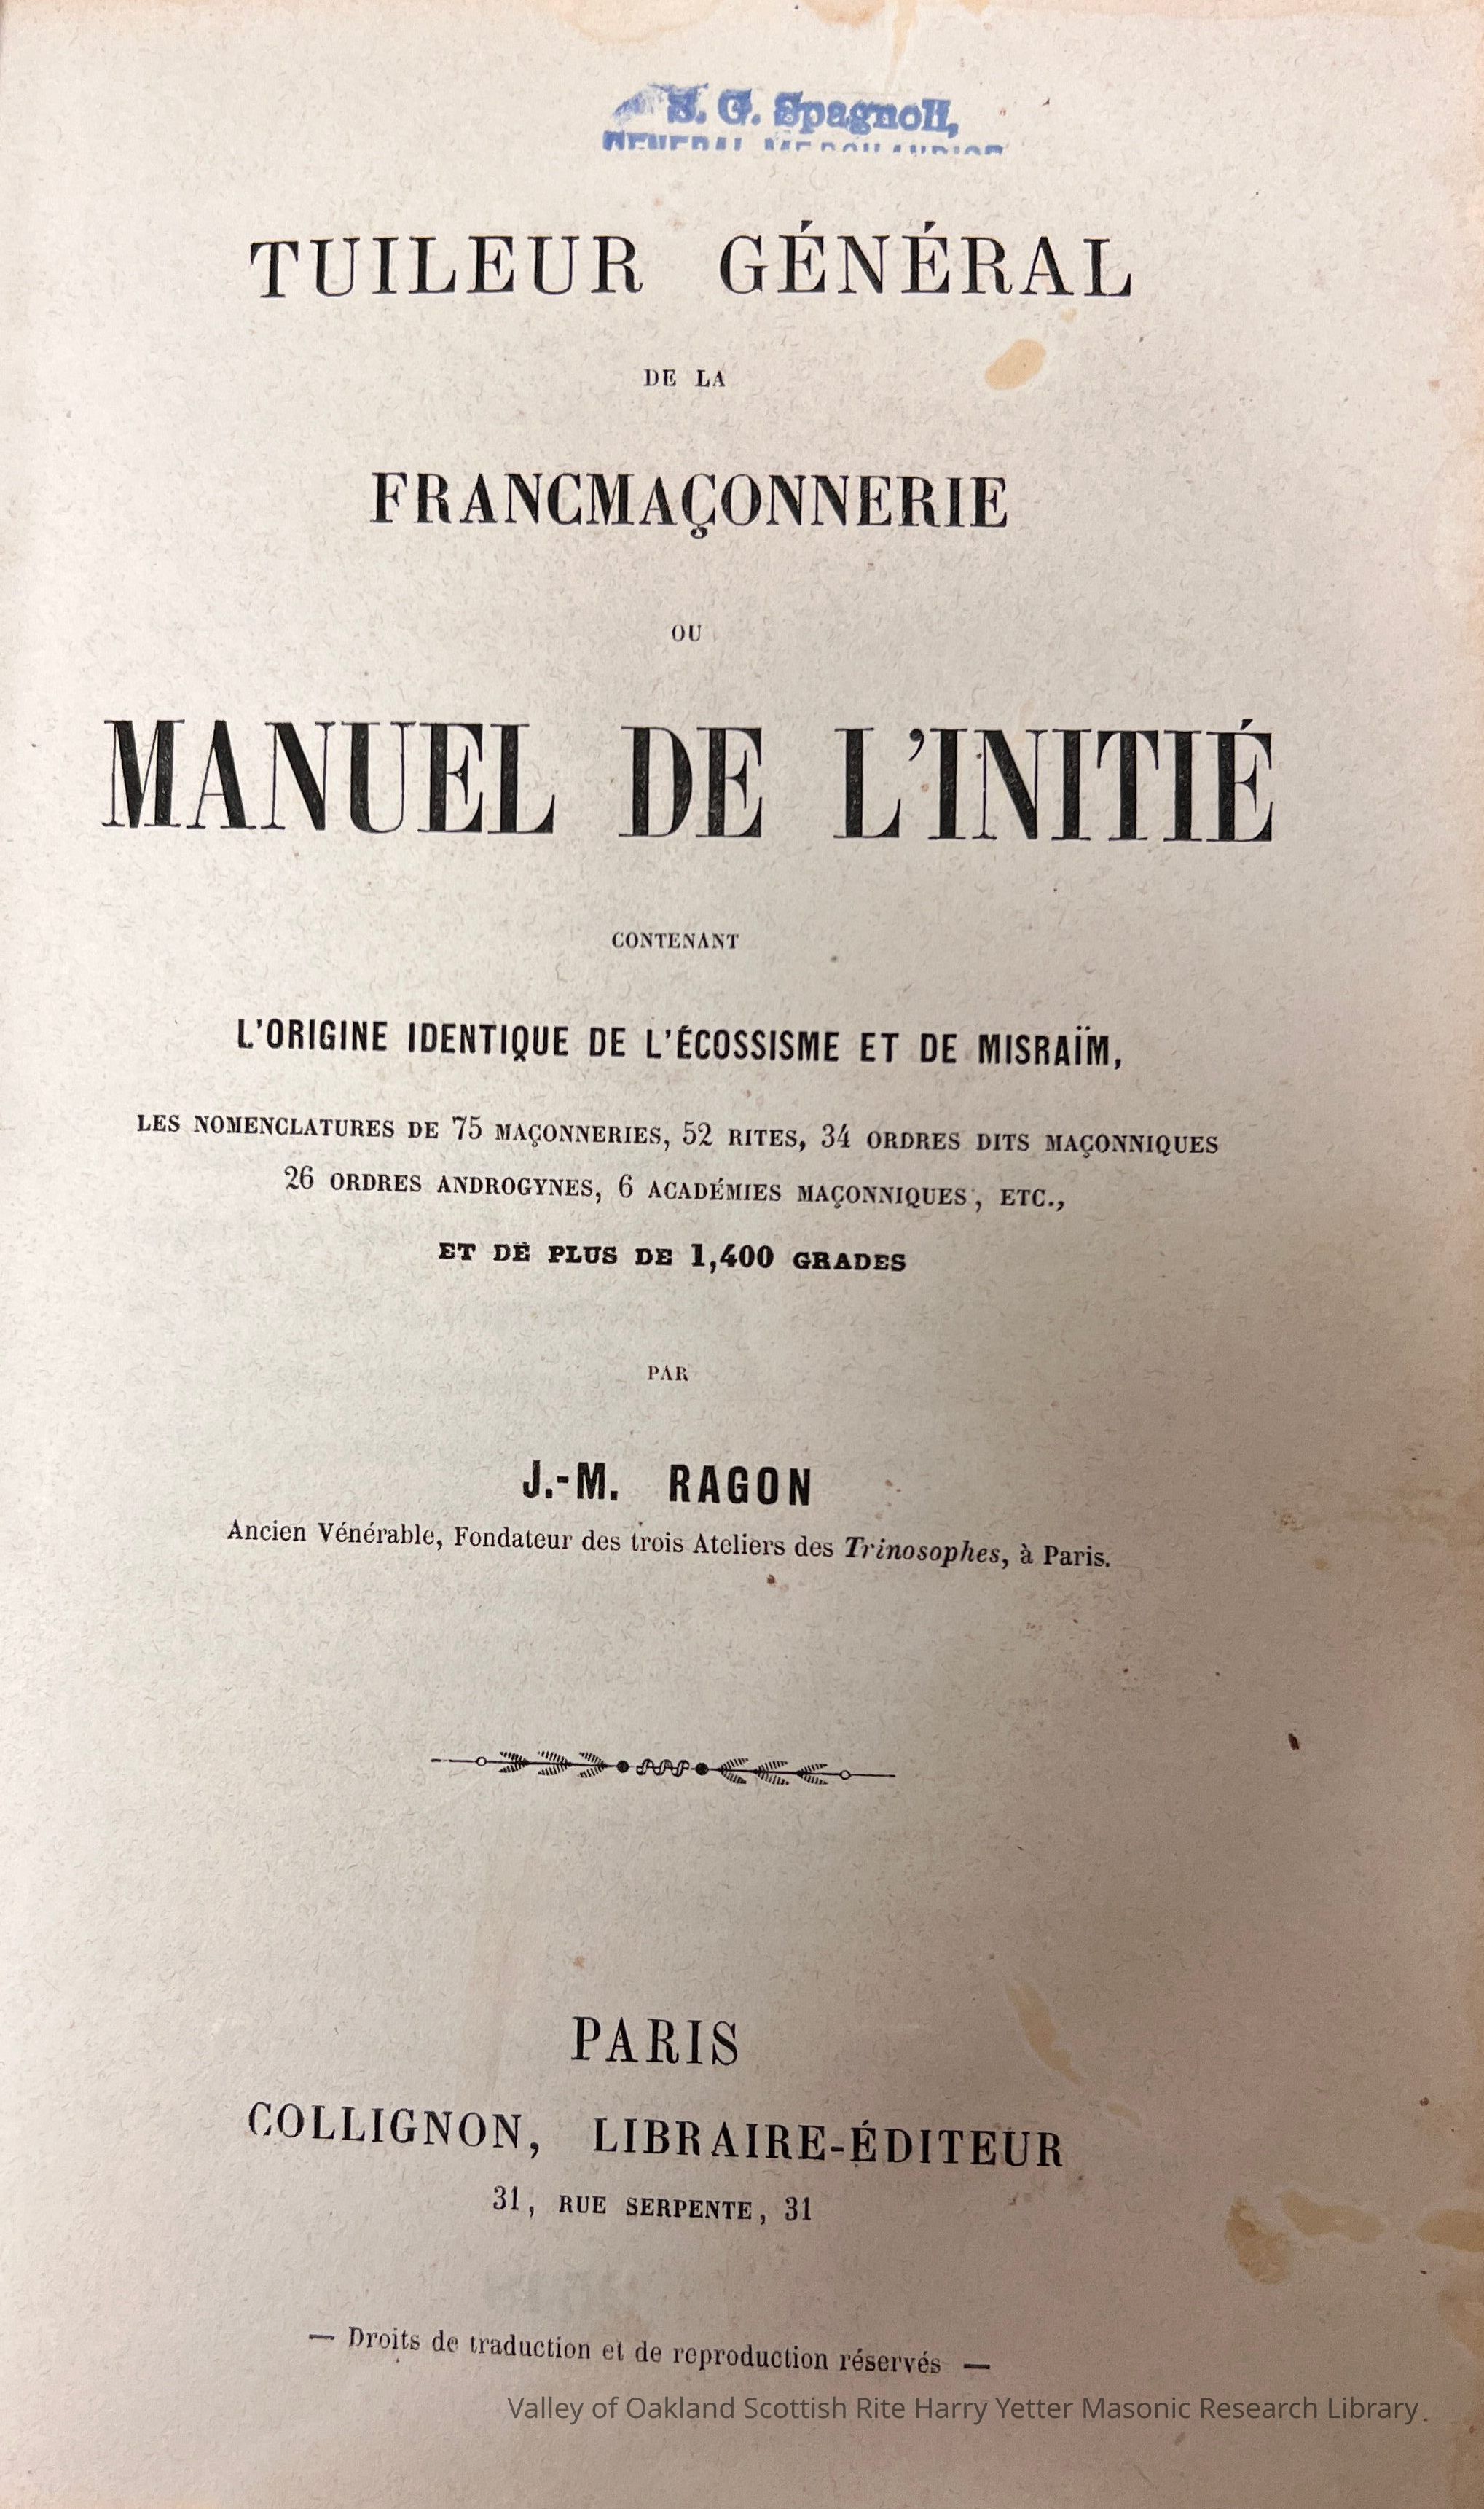 S. G. Spagnoli,
GENERAL MERCHANDISE
TUILEUR GÉNÉRAL
DE LA
FRANCMAÇONNERIE
OU
MANUEL DE L'INITIÉ
CONTENANT
L'ORIGINE IDENTIQUE DE L'ÉCOSSISME ET DE MISRAÏM,
LES NOMENCLATURES DE 75 MAÇONNERIES, 52 RITES, 34 ORDRES DITS MAÇONNIQUES
26 ORDRES ANDROGYNES, 6 ACADÉMIES MAÇONNIQUES, ETC.,
ET DE PLUS DE 1,400 GRADES
PAR
J.-M. RAGON
Ancien Vénérable, Fondateur des trois Ateliers des Trinosophes, à Paris.
PARIS
COLLIGNON, LIBRAIRE-ÉDITEUR
31, RUE SERPENTE, 31
— Droits de traduction et de reproduction réservés —
Valley of Oakland Scottish Rite Harry Yetter Masonic Research Library.